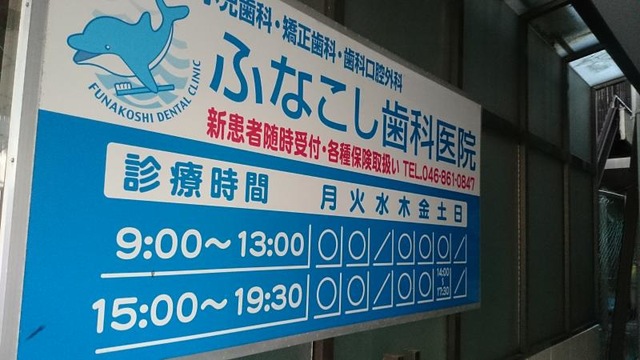 歯科・矯正歯科・歯科口腔外科
FUNAKOSHI DENTAL CLINIC
ふなこし歯科医院
新患者随時受付・各種保険取扱い TEL.046-861-0847
診療時間 月 火 水 木 金 土 日
9:00〜13:00 ○ ○ ╱ ○ ○ ○ ╱
15:00〜19:30 ○ ○ ╱ ○ ○ 14:00〜17:30 ╱